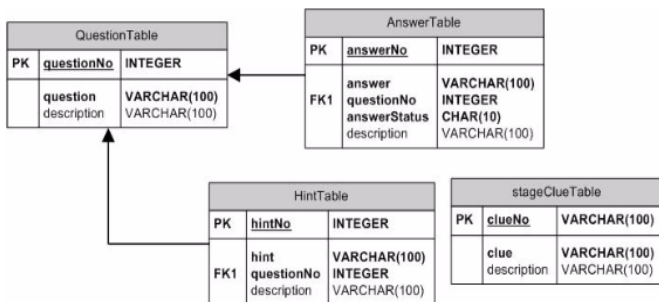 QuestionTable
PK questionNo INTEGER
question VARCHAR(100)
description VARCHAR(100)
AnswerTable
PK answerNo INTEGER
answer VARCHAR(100)
FK1 questionNo INTEGER
answerStatus CHAR(10)
description VARCHAR(100)
HintTable
PK hintNo INTEGER
hint VARCHAR(100)
FK1 questionNo INTEGER
description VARCHAR(100)
stageClueTable
PK clueNo VARCHAR(100)
clue VARCHAR(100)
description VARCHAR(100)